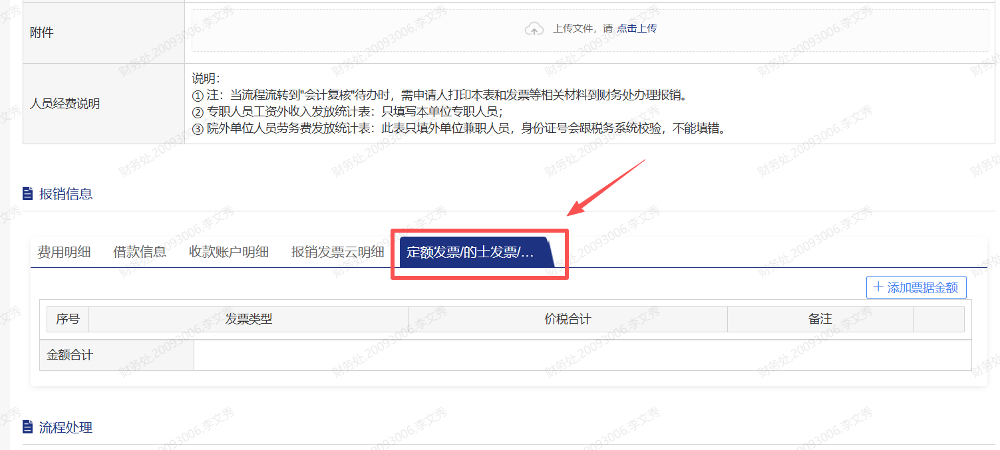 附件
上传文件，请 点击上传
人员经费说明
说明：
① 注：当流程流转到"会计复核"待办时，需申请人打印本表和发票等相关材料到财务处办理报销。
② 专职人员工资外收入发放统计表：只填写本单位专职人员；
③ 院外单位人员劳务费发放统计表：此表只填外单位兼职人员，身份证号会跟税务系统校验，不能填错。
报销信息
费用明细 借款信息 收款账户明细 报销发票云明细 定额发票/的士发票/...
添加票据金额
序号 发票类型 价税合计 备注
金额合计
流程处理
财务处,20093006,李文秀